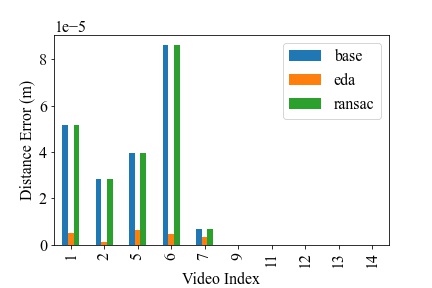 1e−5
8
6
4
2
0
Distance Error (m)
base
eda
ransac
1 2 5 6 7 9 11 12 13 14
Video Index